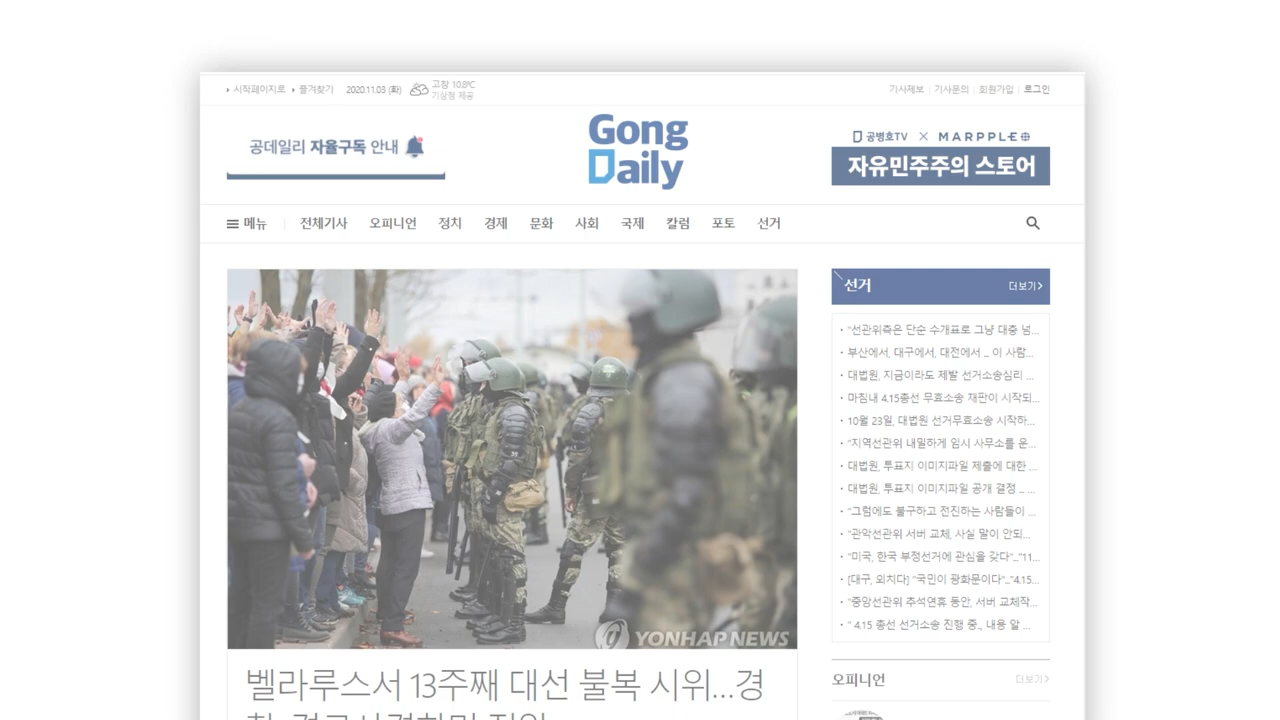 시작페이지로 즐겨찾기 2020.11.03 (화) 고창 10.8℃
기상청 제공
기사제보 기사문의 회원가입 로그인
공데일리 자율구독 안내
Gong
Daily
공병호TV × MARPPLE
자유민주주의 스토어
메뉴 전체기사 오피니언 정치 경제 문화 사회 국제 칼럼 포토 선거
선거 더보기
· "선관위측은 단순 수개표로 그냥 대충 넘...
· 부산에서, 대구에서, 대전에서 ... 이 사람...
· 대법원, 지금이라도 제발 선거소송심리 ...
· 마침내 4.15총선 무효소송 재판이 시작되...
· 10월 23일, 대법원 선거무효소송 시작하...
· "지역선관위 내밀하게 임시 사무소를 운...
· 대법원, 투표지 이미지파일 제출에 대한 ...
· 대법원, 투표지 이미지파일 공개 결정 ... ...
· "그럼에도 불구하고 전진하는 사람들이 ...
· "관악선관위 서버 교체, 사실 말이 안되...
· "미국, 한국 부정선거에 관심을 갖다"..."11...
· [대구, 외치다] "국민이 광화문이다"..."4.15...
· "중앙선관위 추석연휴 동안, 서버 교체작...
· " 4.15 총선 선거소송 진행 중., 내용 알 ...
YONHAP NEWS
벨라루스서 13주째 대선 불복 시위...경
오피니언 더보기